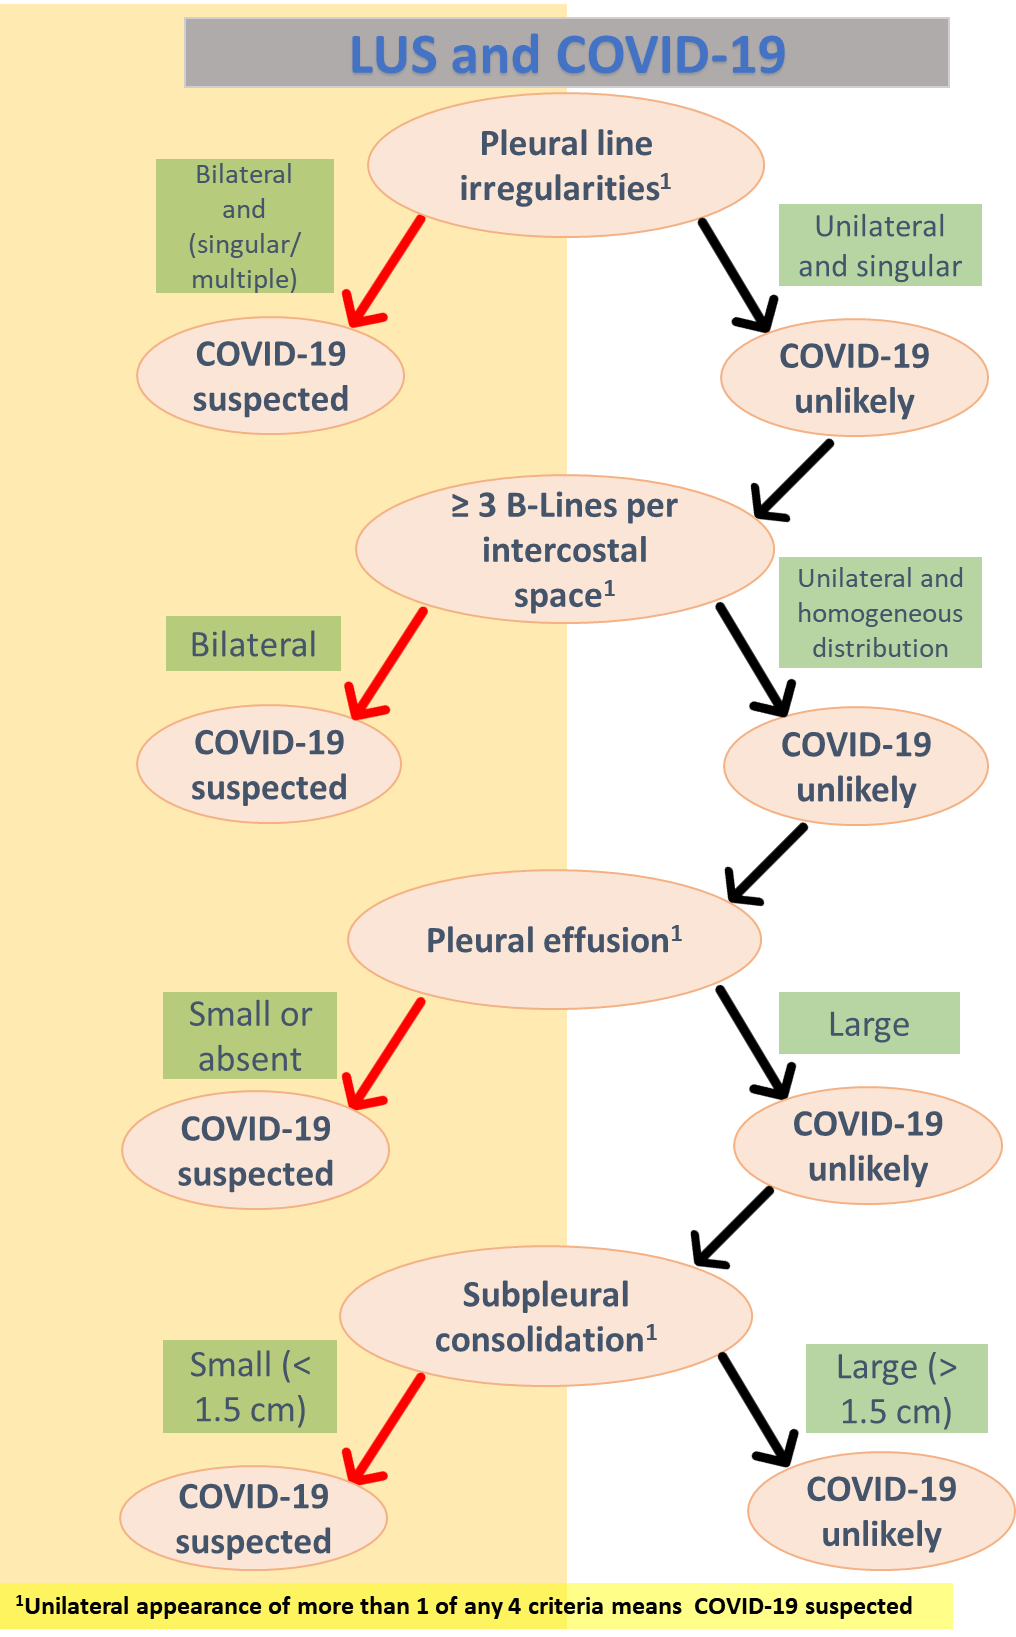 LUS and COVID-19
Pleural line
irregularities¹
Bilateral
and
(singular/
multiple)
Unilateral
and singular
COVID-19
suspected
COVID-19
unlikely
≥ 3 B-Lines per
intercostal
space¹
Bilateral
Unilateral and
homogeneous
distribution
COVID-19
suspected
COVID-19
unlikely
Pleural effusion¹
Small or
absent
Large
COVID-19
suspected
COVID-19
unlikely
Subpleural
consolidation¹
Small (<
1.5 cm)
Large (>
1.5 cm)
COVID-19
suspected
COVID-19
unlikely
¹Unilateral appearance of more than 1 of any 4 criteria means  COVID-19 suspected